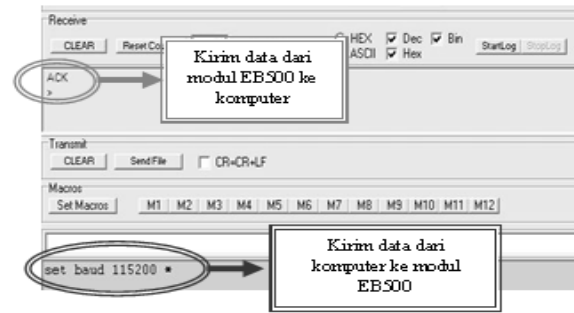 Receive
CLEAR
HEX Dec Bin
ASCII Hex
StartLog StopLog
Kirim data dari
modul EB500 ke
komputer
ACK
>
Transmit
CLEAR Send File CR=CR+LF
Macros
Set Macros M1 M2 M3 M4 M5 M6 M7 M8 M9 M10 M11 M12
Kirim data dari
komputer ke modul
EB500
set baud 115200 *